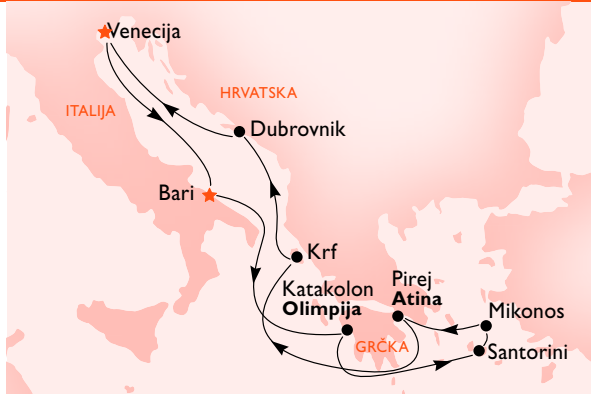 Venecija
HRVATSKA
ITALIJA
Dubrovnik
Bari
Krf
Pirej
Atina
Katakolon
Olimpija
Mikonos
GRČKA
Santorini